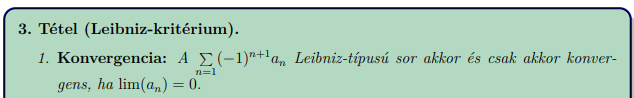 3. Tétel (Leibniz-kritérium).
1. Konvergencia: A ∑_{n=1} (−1)^{n+1} a_n Leibniz-típusú sor akkor és csak akkor konver-
gens, ha lim(a_n) = 0.